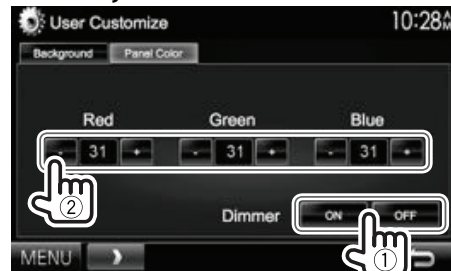 User Customize 10:28
Background Panel Color
Red Green Blue
- 31 + - 31 + - 31 +
②
Dimmer ON OFF
MENU ①